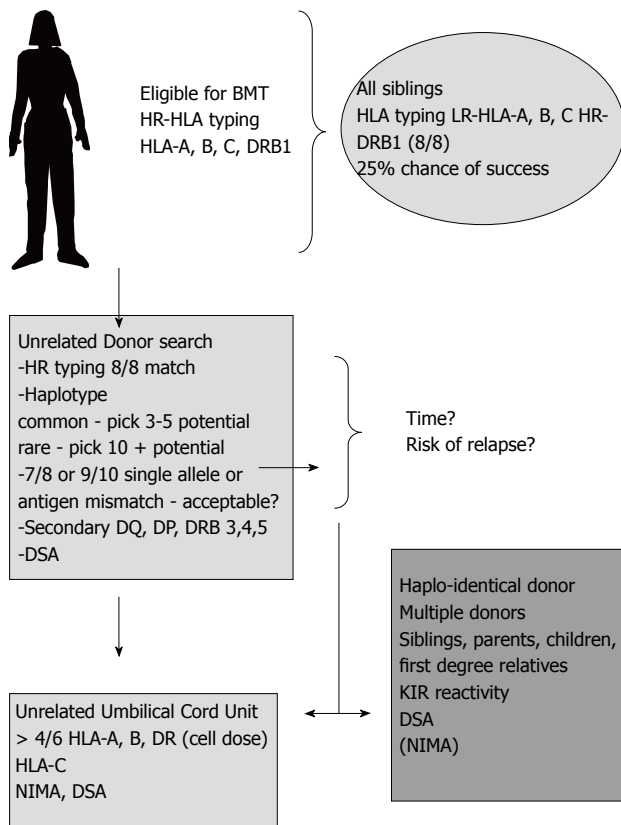 Eligible for BMT
HR-HLA typing
HLA-A, B, C, DRB1
All siblings
HLA typing LR-HLA-A, B, C HR-
DRB1 (8/8)
25% chance of success
Unrelated Donor search
-HR typing 8/8 match
-Haplotype
common - pick 3-5 potential
rare - pick 10 + potential
-7/8 or 9/10 single allele or
antigen mismatch - acceptable?
-Secondary DQ, DP, DRB 3,4,5
-DSA
Time?
Risk of relapse?
Haplo-identical donor
Multiple donors
Siblings, parents, children,
first degree relatives
KIR reactivity
DSA
(NIMA)
Unrelated Umbilical Cord Unit
> 4/6 HLA-A, B, DR (cell dose)
HLA-C
NIMA, DSA